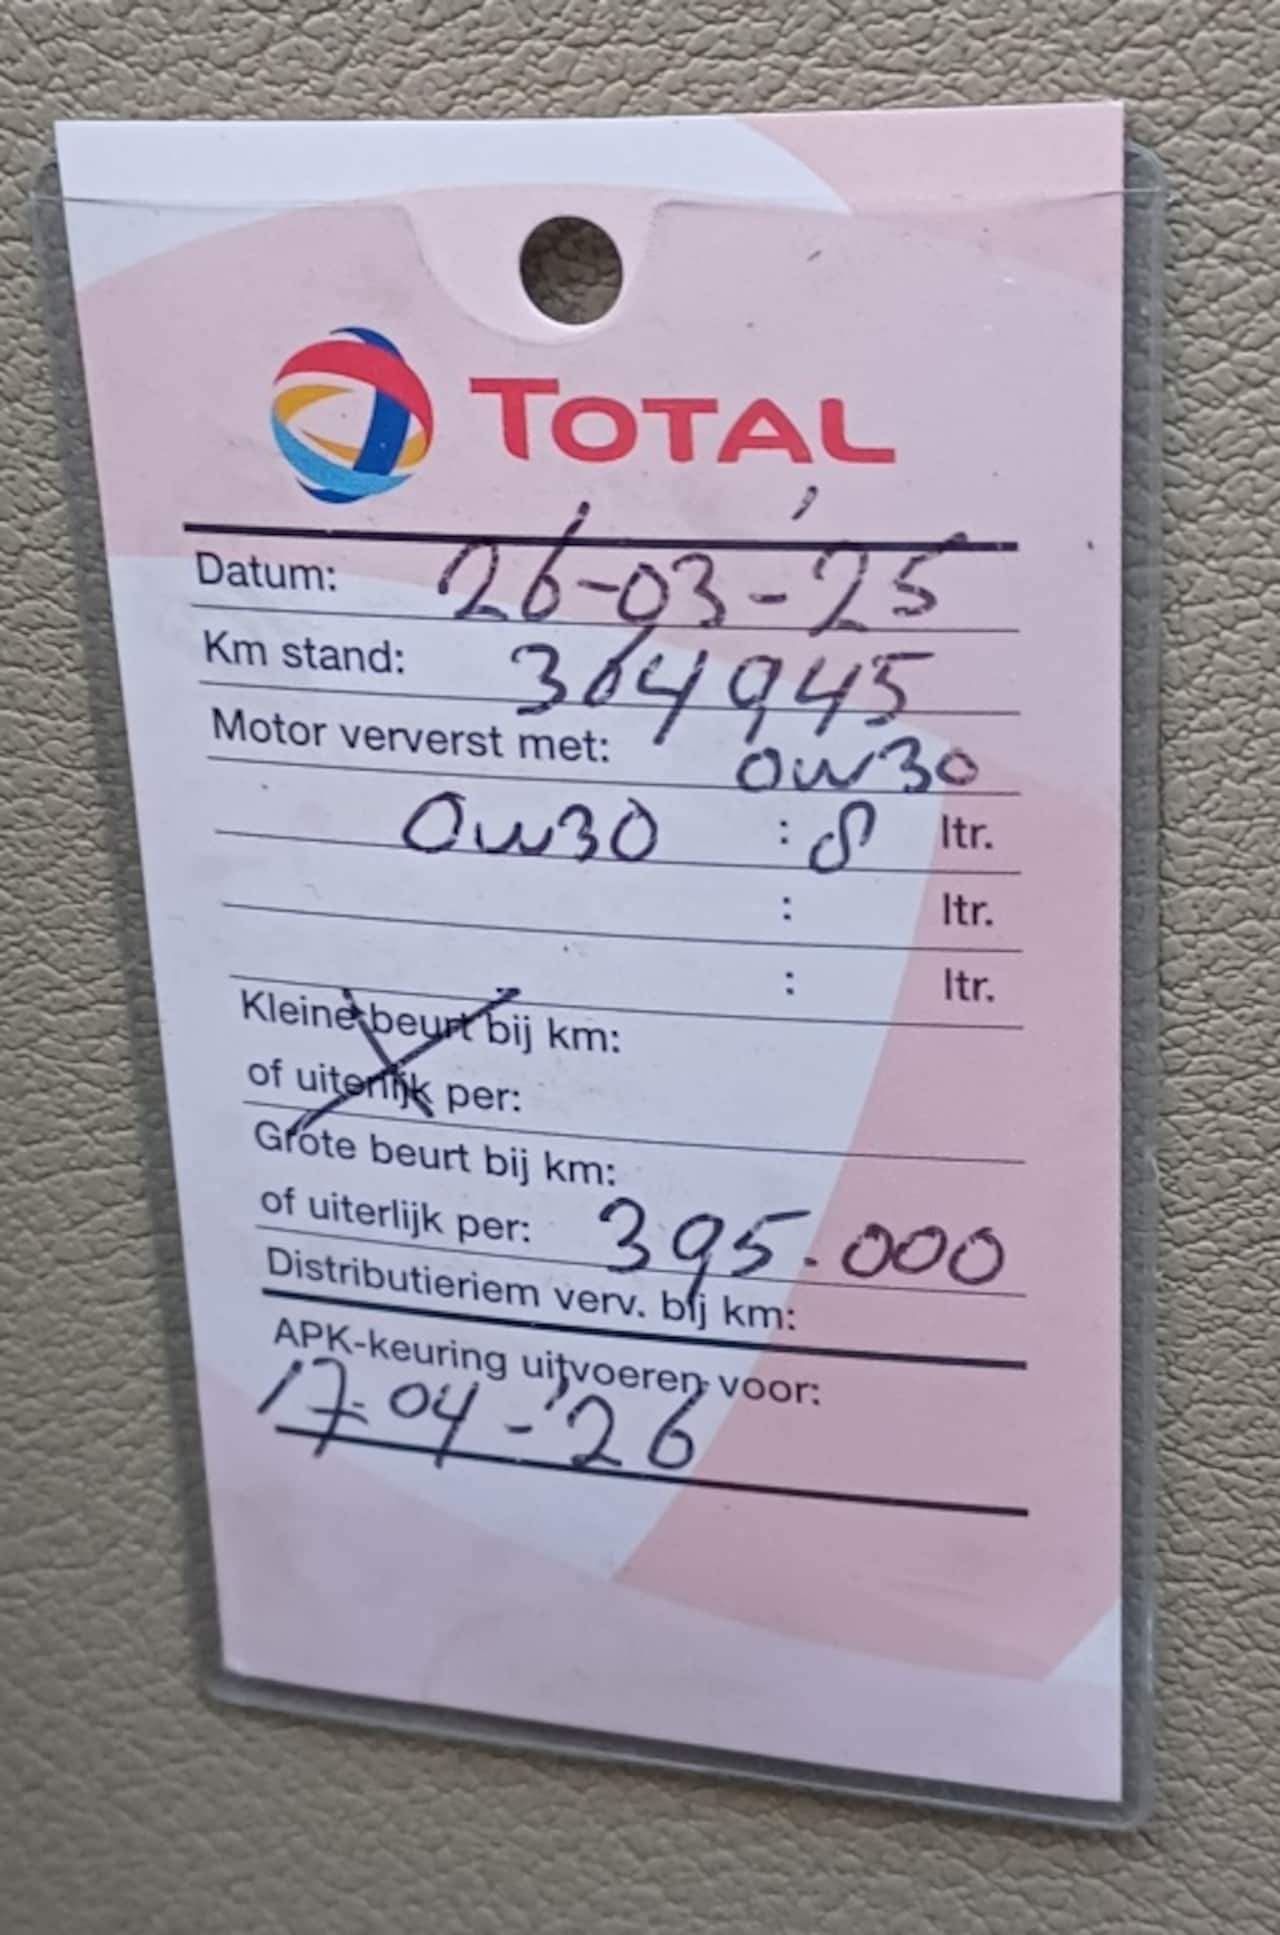 TOTAL
Datum: 26-03-'25
Km stand: 364945
Motor ververst met: 0w30
0w30 : 8 ltr.
: ltr.
: ltr.
Kleine beurt bij km:
of uiterlijk per:
Grote beurt bij km:
of uiterlijk per: 395.000
Distributieriem verv. bij km:
APK-keuring uitvoeren voor:
17-04-'26